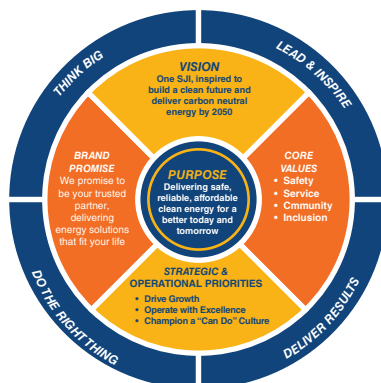 THINK BIG
LEAD & INSPIRE
VISION
One SJI, inspired to
build a clean future and
deliver carbon neutral
energy by 2050
BRAND
PROMISE
We promise to
be your trusted
partner,
delivering
energy solutions
that fit your life
PURPOSE
Delivering safe,
reliable, affordable
clean energy for a
better today and
tomorrow
CORE
VALUES
• Safety
• Service
• Cmmunity
• Inclusion
STRATEGIC &
OPERATIONAL PRIORITIES
• Drive Growth
• Operate with Excellence
• Champion a “Can Do” Culture
DO THE RIGHT THING
DELIVER RESULTS